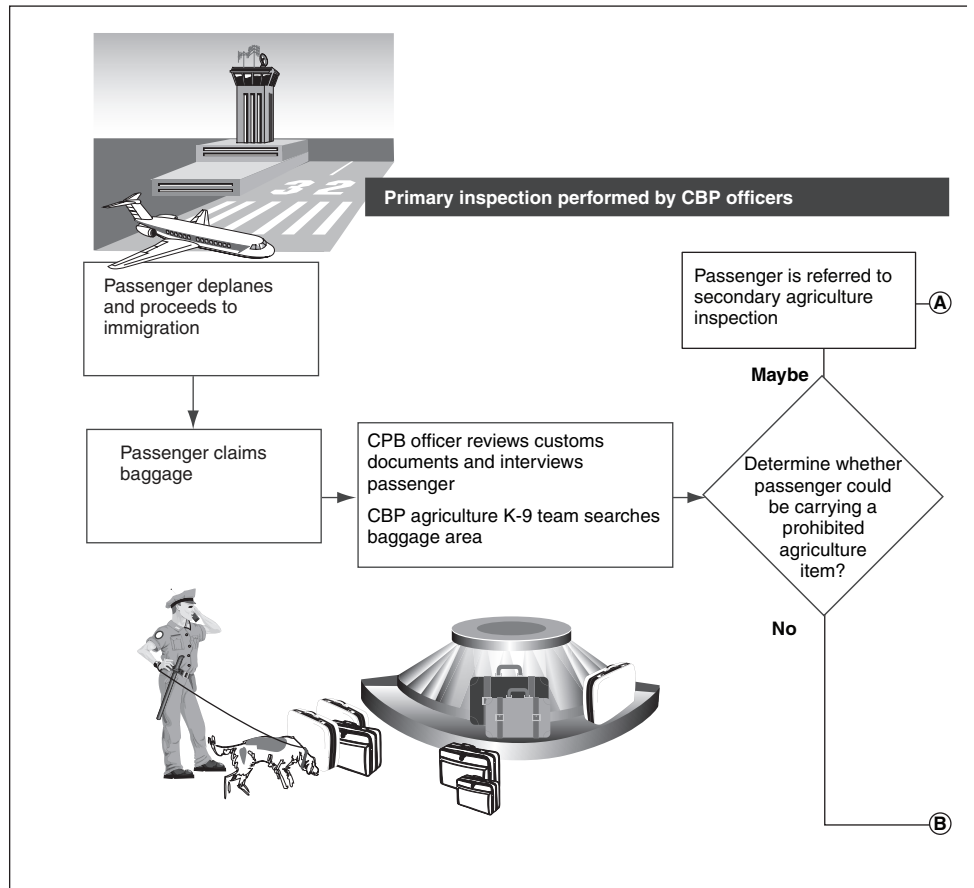 32
Primary inspection performed by CBP officers
Passenger deplanes
and proceeds to
immigration
Passenger is referred to
secondary agriculture
inspection
A
Maybe
Passenger claims
baggage
CPB officer reviews customs
documents and interviews
passenger
CBP agriculture K-9 team searches
baggage area
Determine whether
passenger could
be carrying a
prohibited
agriculture
item?
No
B